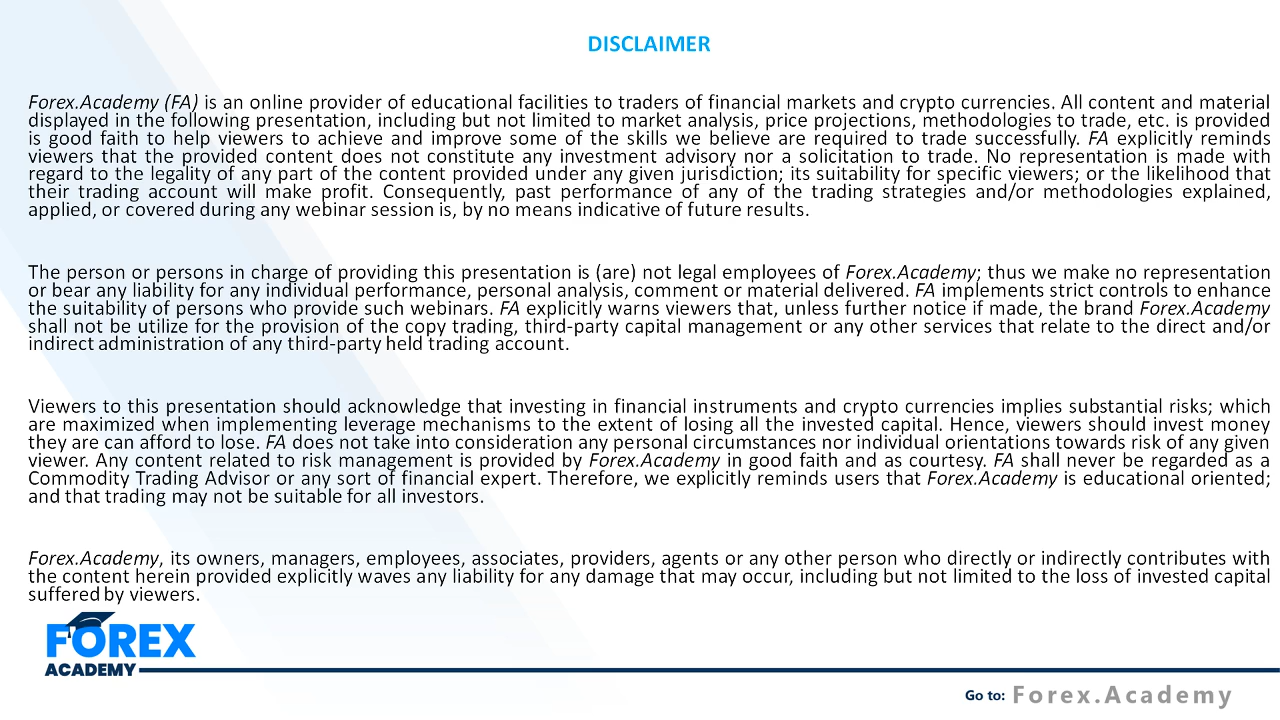 DISCLAIMER
Forex.Academy (FA) is an online provider of educational facilities to traders of financial markets and crypto currencies. All content and material
displayed in the following presentation, including but not limited to market analysis, price projections, methodologies to trade, etc. is provided
is good faith to help viewers to achieve and improve some of the skills we believe are required to trade successfully. FA explicitly reminds
viewers that the provided content does not constitute any investment advisory nor a solicitation to trade. No representation is made with
regard to the legality of any part of the content provided under any given jurisdiction; its suitability for specific viewers; or the likelihood that
their trading account will make profit. Consequently, past performance of any of the trading strategies and/or methodologies explained,
applied, or covered during any webinar session is, by no means indicative of future results.
The person or persons in charge of providing this presentation is (are) not legal employees of Forex.Academy; thus we make no representation
or bear any liability for any individual performance, personal analysis, comment or material delivered. FA implements strict controls to enhance
the suitability of persons who provide such webinars. FA explicitly warns viewers that, unless further notice if made, the brand Forex.Academy
shall not be utilize for the provision of the copy trading, third-party capital management or any other services that relate to the direct and/or
indirect administration of any third-party held trading account.
Viewers to this presentation should acknowledge that investing in financial instruments and crypto currencies implies substantial risks; which
are maximized when implementing leverage mechanisms to the extent of losing all the invested capital. Hence, viewers should invest money
they are can afford to lose. FA does not take into consideration any personal circumstances nor individual orientations towards risk of any given
viewer. Any content related to risk management is provided by Forex.Academy in good faith and as courtesy. FA shall never be regarded as a
Commodity Trading Advisor or any sort of financial expert. Therefore, we explicitly reminds users that Forex.Academy is educational oriented;
and that trading may not be suitable for all investors.
Forex.Academy, its owners, managers, employees, associates, providers, agents or any other person who directly or indirectly contributes with
the content herein provided explicitly waves any liability for any damage that may occur, including but not limited to the loss of invested capital
suffered by viewers.
FOREX
ACADEMY
Go to: Forex.Academy